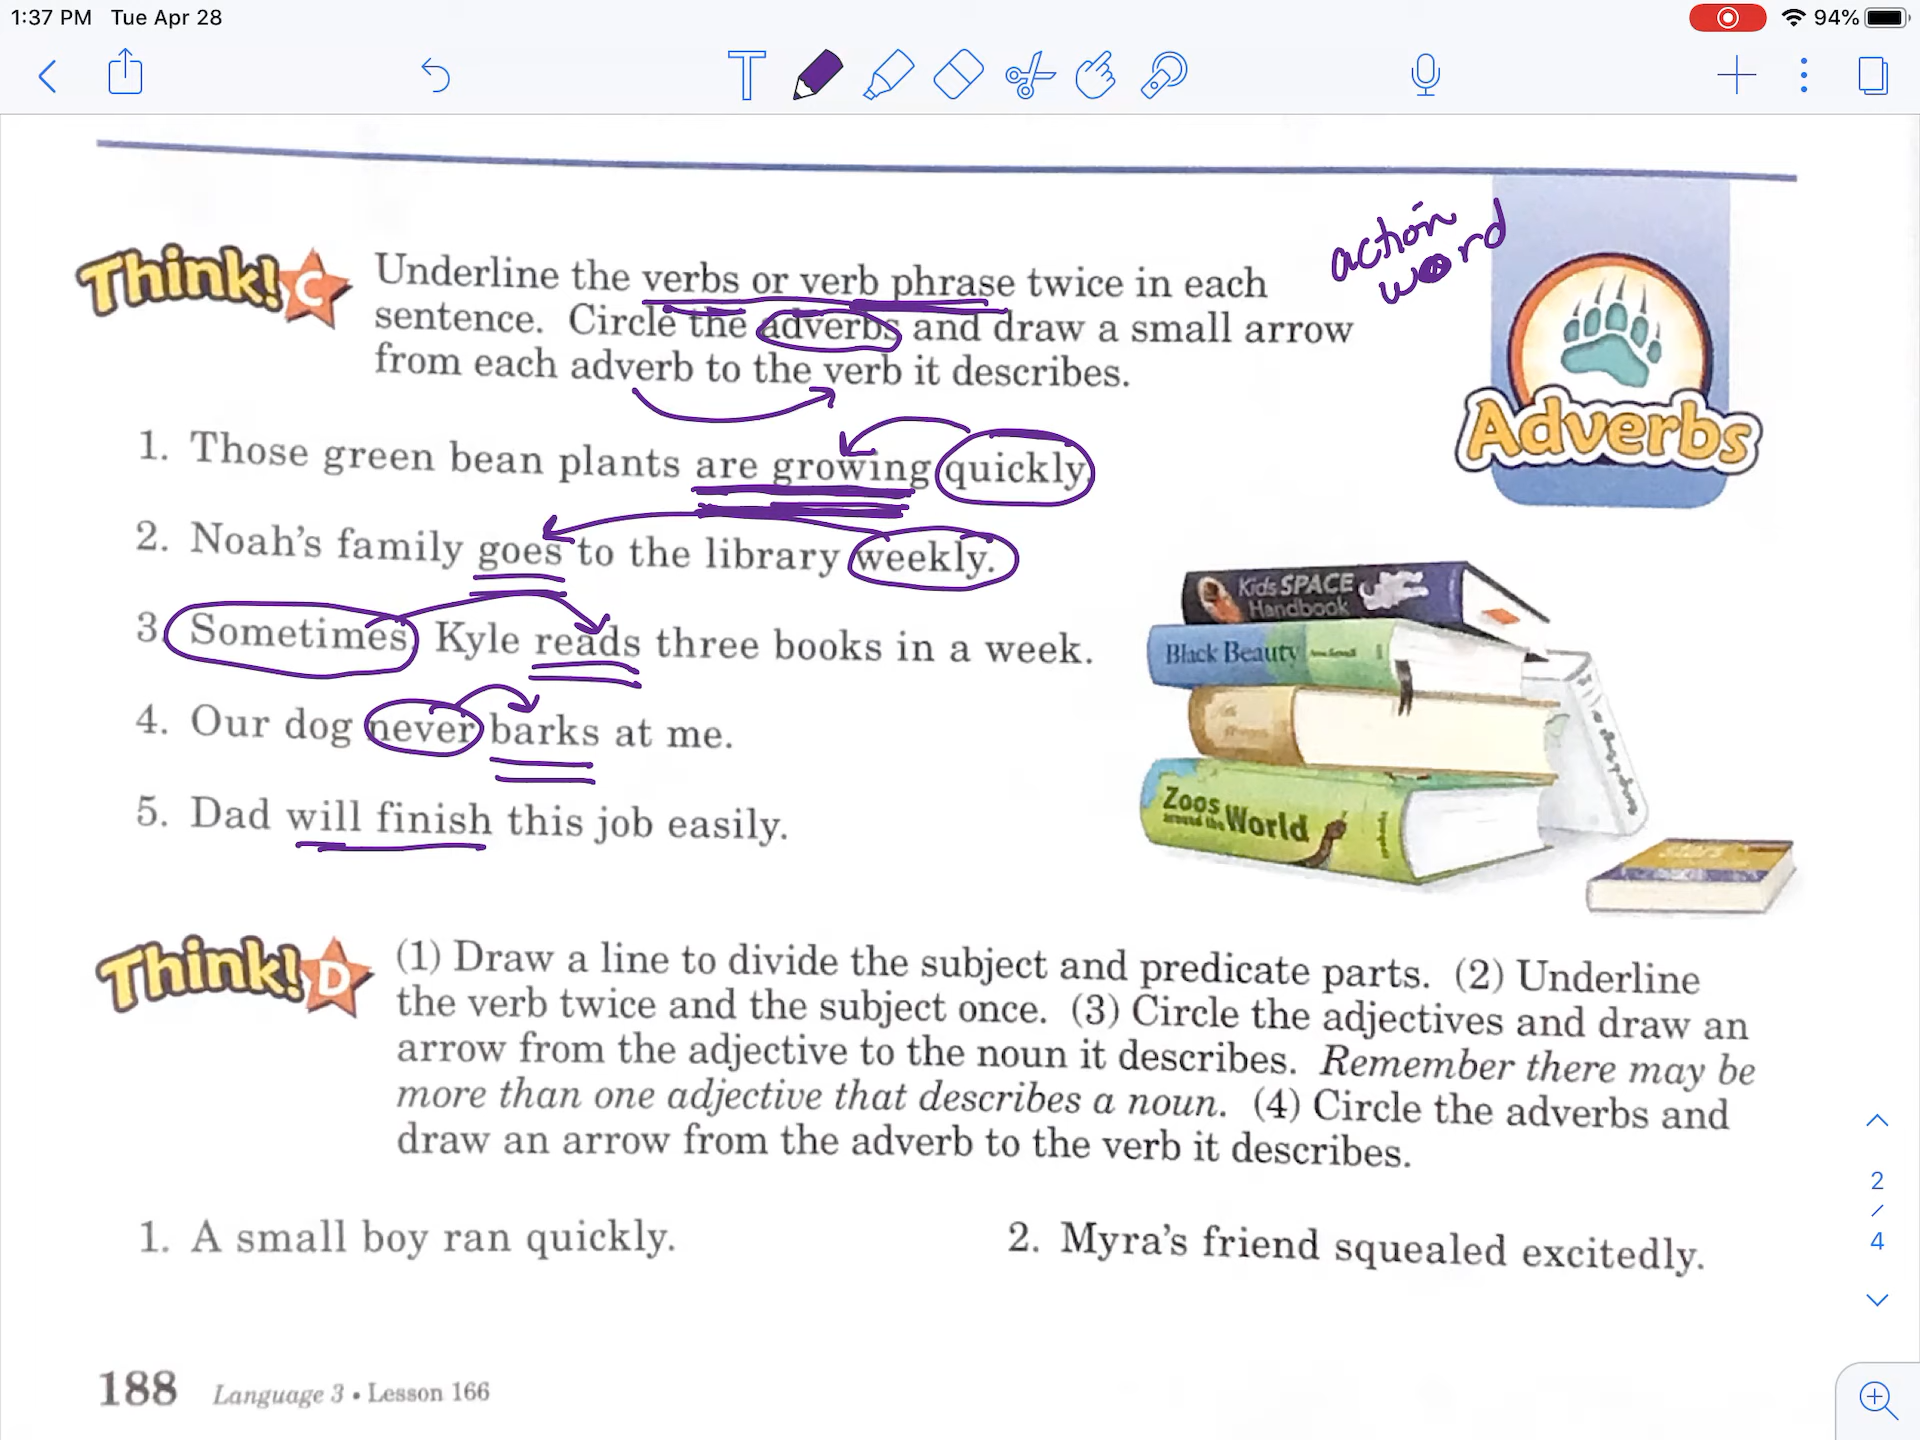 1:37 PM Tue Apr 28
94%
T
action
word
Think! C
Underline the verbs or verb phrase twice in each
sentence. Circle the adverbs and draw a small arrow
from each adverb to the verb it describes.
Adverbs
1. Those green bean plants are growing quickly.
2. Noah's family goes to the library weekly.
3. Sometimes, Kyle reads three books in a week.
4. Our dog never barks at me.
5. Dad will finish this job easily.
Kids SPACE
Handbook
Black Beauty
Zoos
around the World
Think! D
(1) Draw a line to divide the subject and predicate parts. (2) Underline
the verb twice and the subject once. (3) Circle the adjectives and draw an
arrow from the adjective to the noun it describes. Remember there may be
more than one adjective that describes a noun. (4) Circle the adverbs and
draw an arrow from the adverb to the verb it describes.
1. A small boy ran quickly.
2. Myra's friend squealed excitedly.
2
/
4
188 Language 3 • Lesson 166